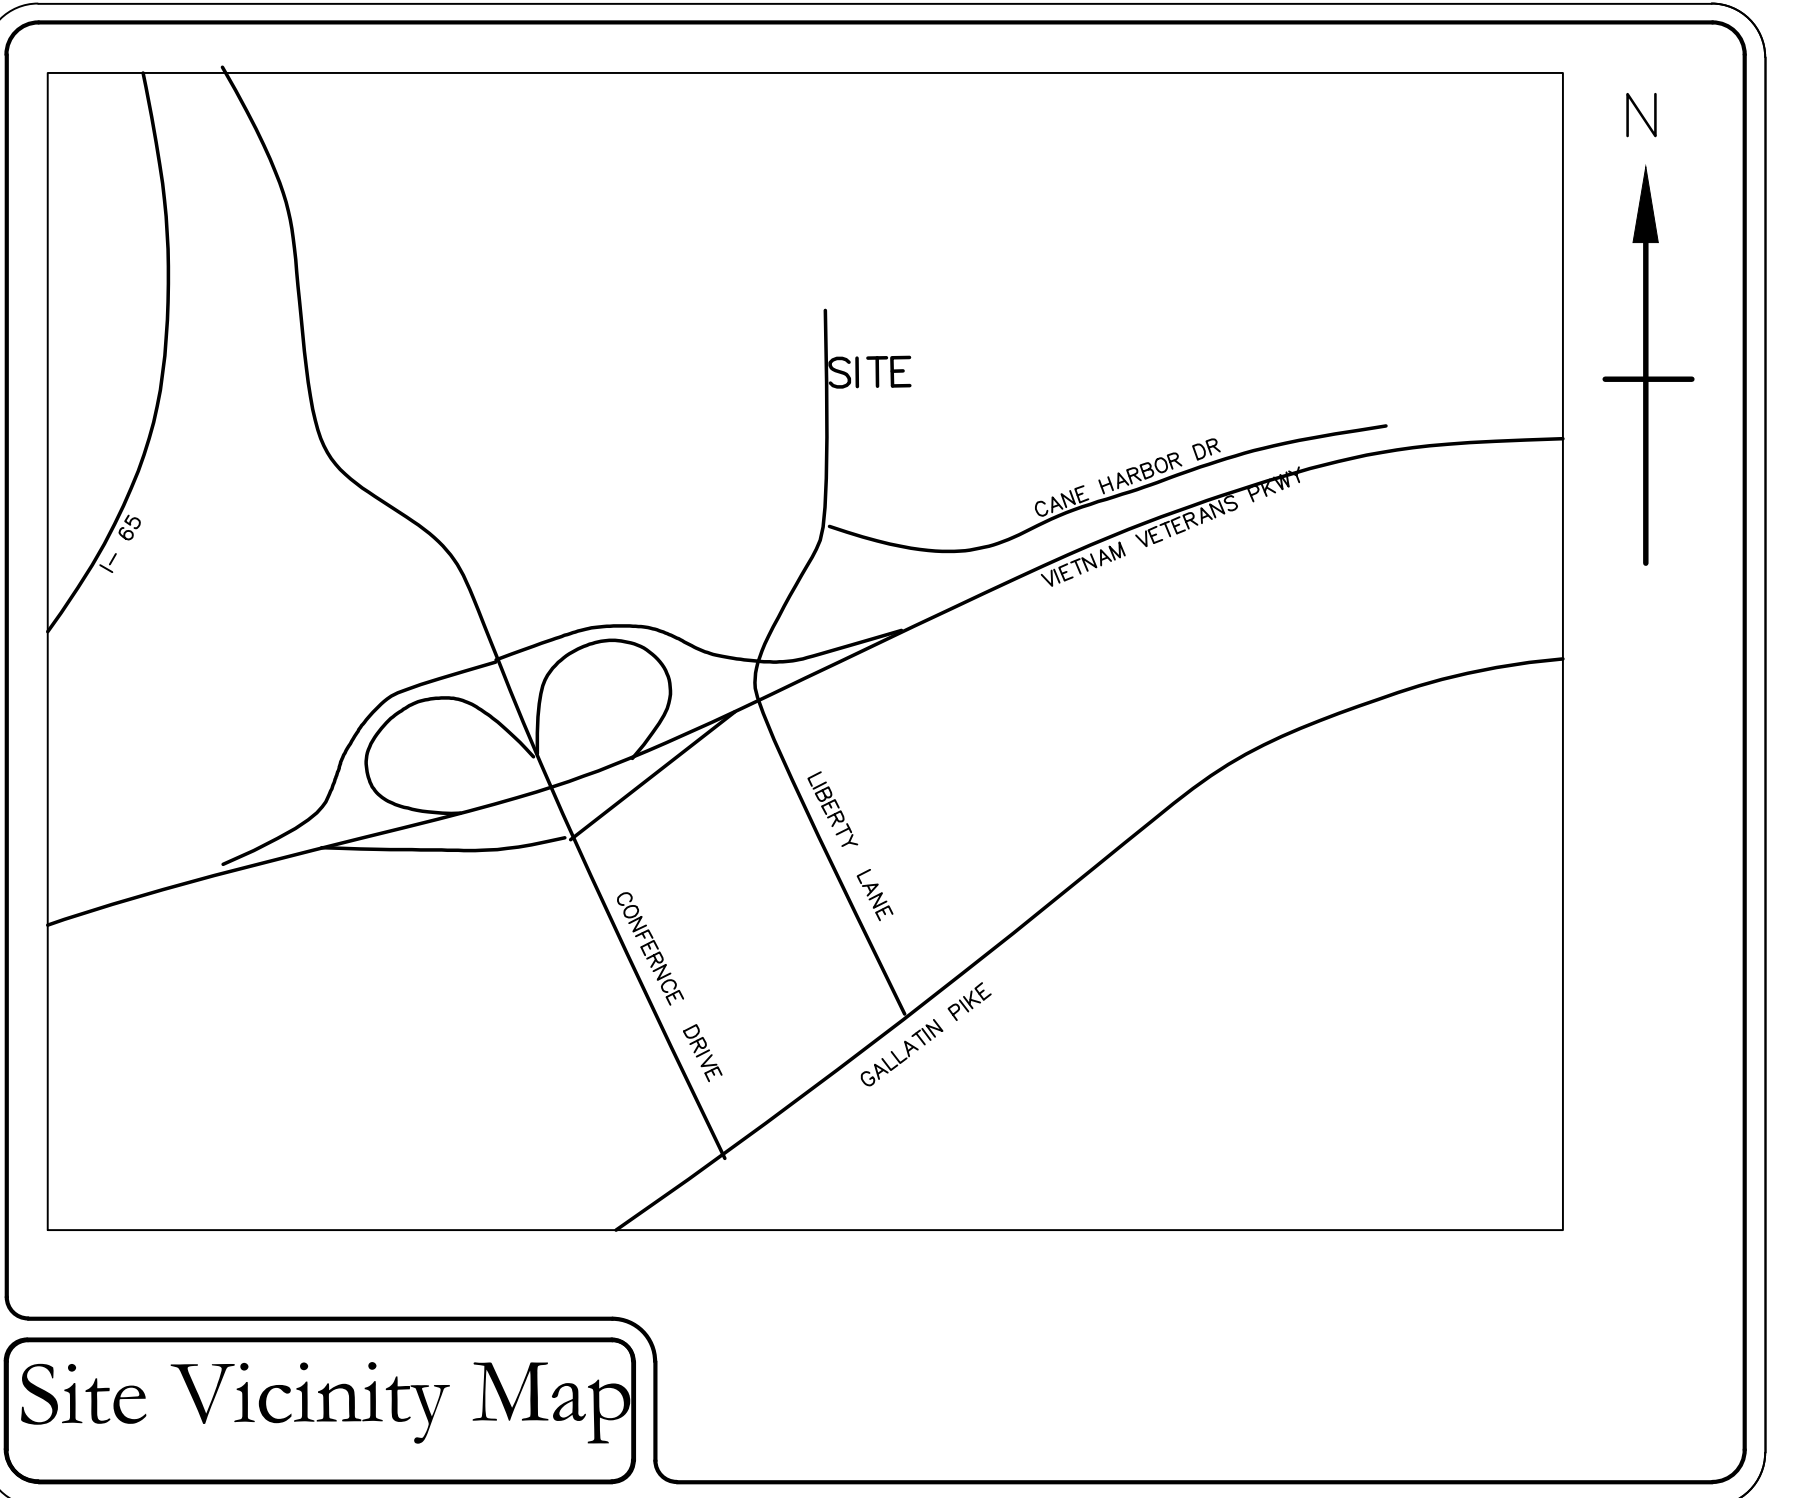 N
SITE
CANE HARBOR DR
VIETNAM VETERANS PKWY
I- 65
LIBERTY LANE
CONFERNCE DRIVE
GALLATIN PIKE
Site Vicinity Map